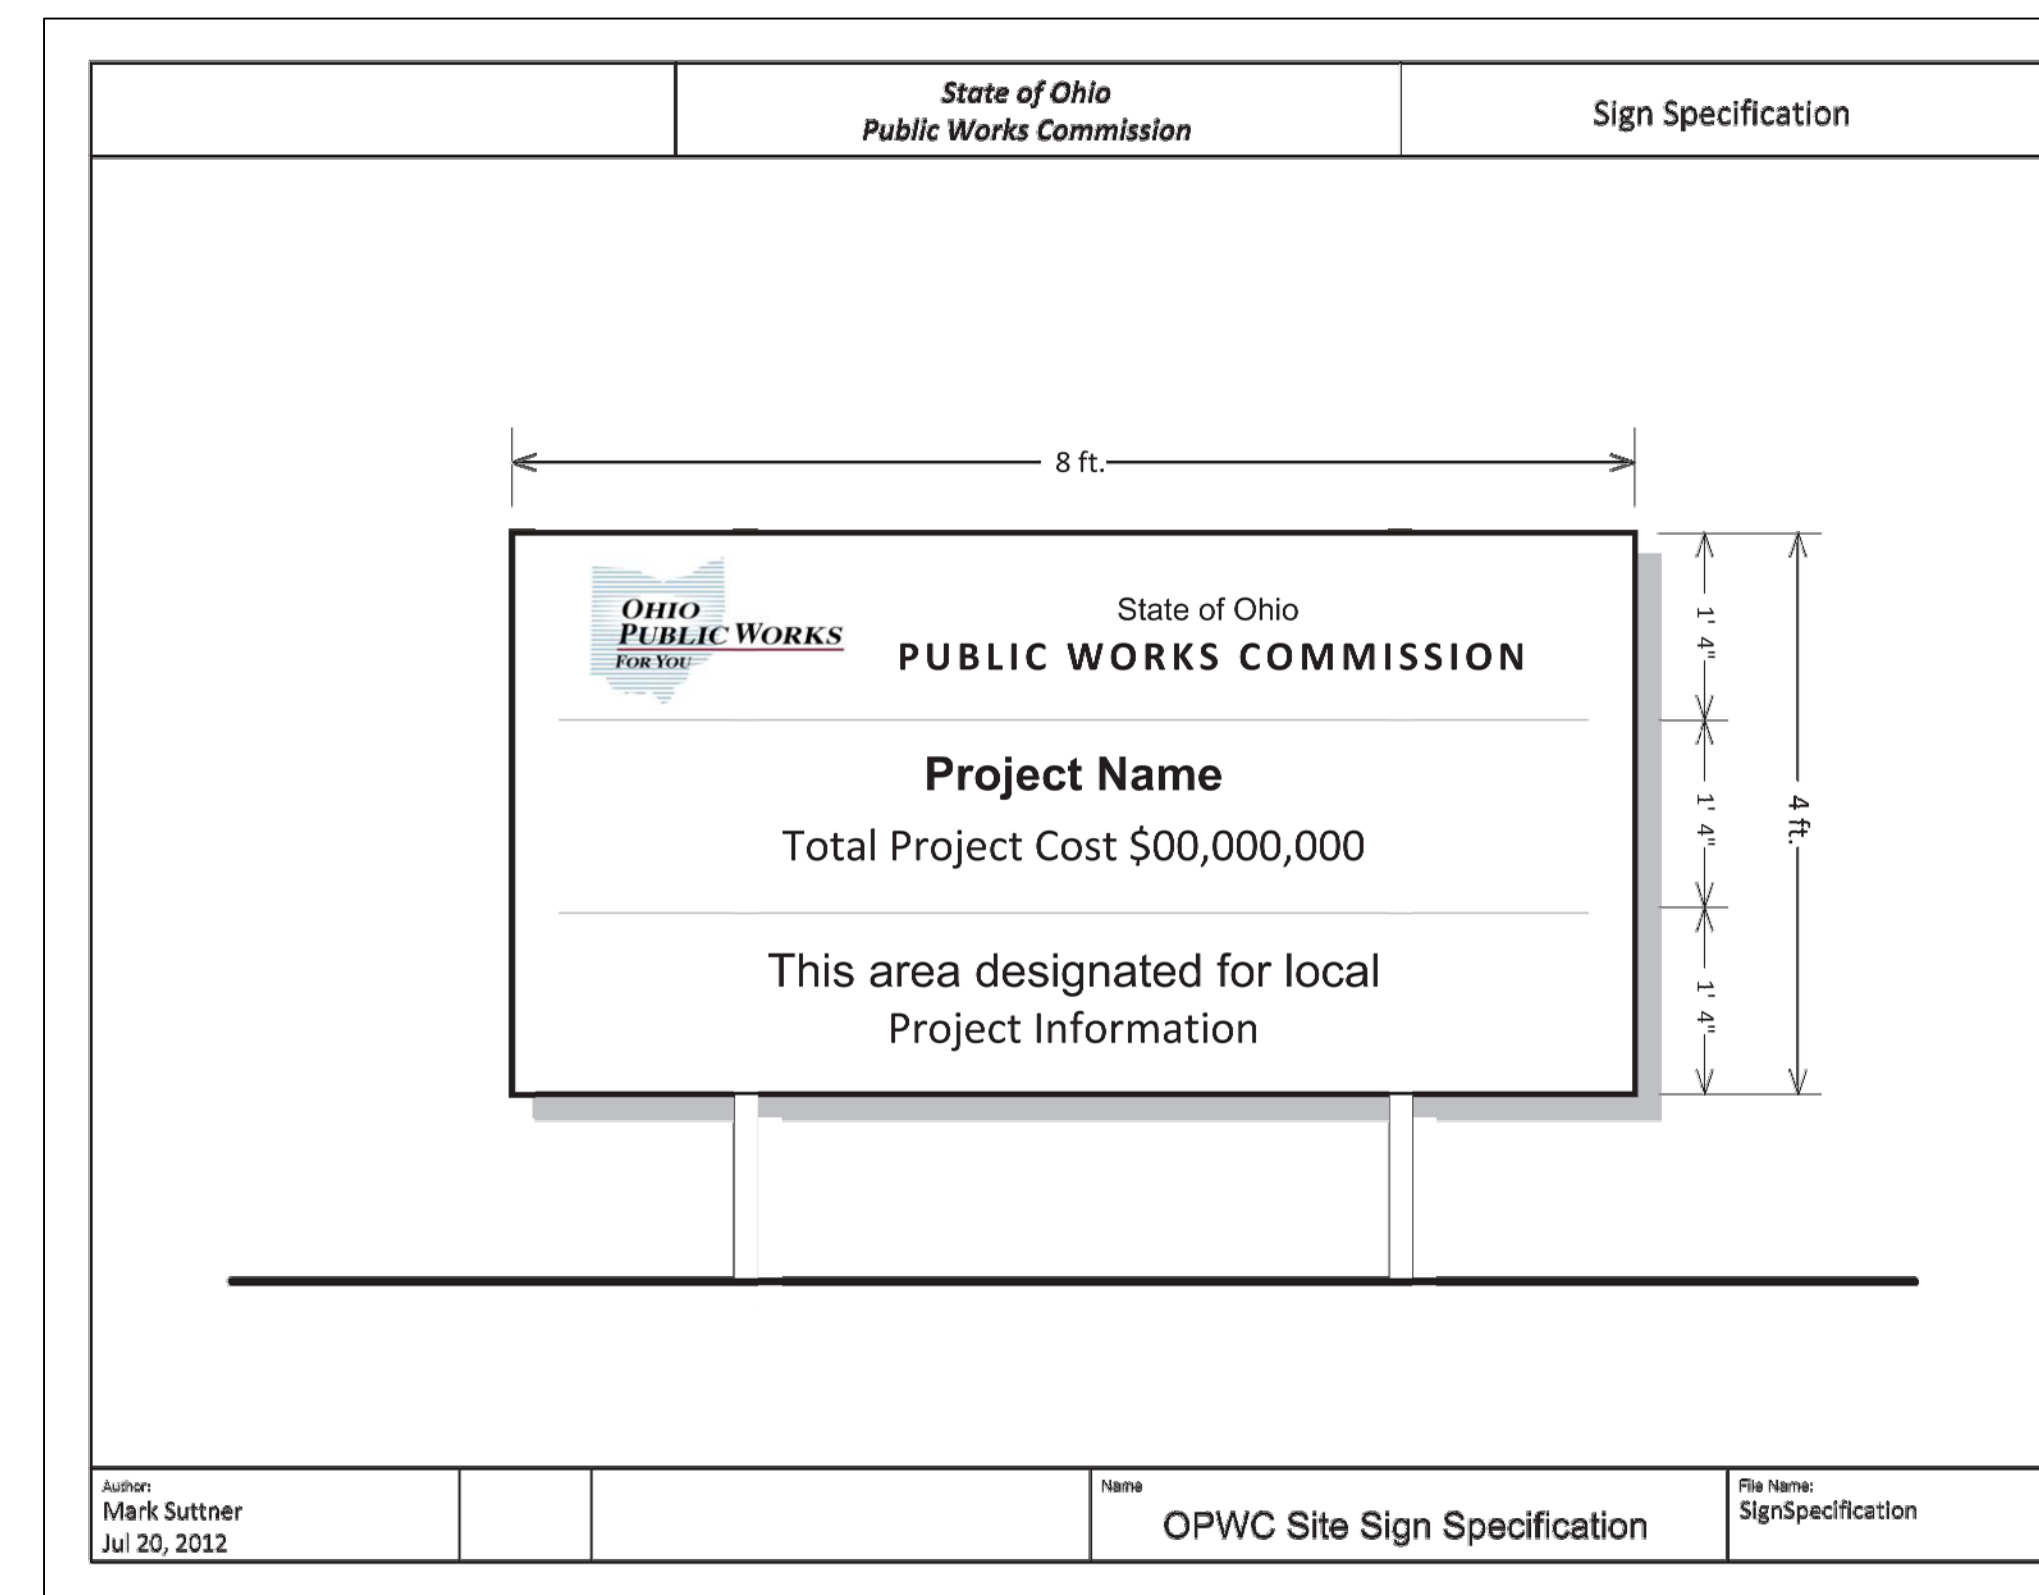 State of Ohio
Public Works Commission
Sign Specification
8 ft.
OHIO
PUBLIC WORKS
FOR YOU
State of Ohio
PUBLIC WORKS COMMISSION
1' 4"
Project Name
Total Project Cost $00,000,000
1' 4"
4 ft.
This area designated for local
Project Information
1' 4"
Author:
Mark Suttner
Jul 20, 2012
Name
OPWC Site Sign Specification
File Name:
SignSpecification